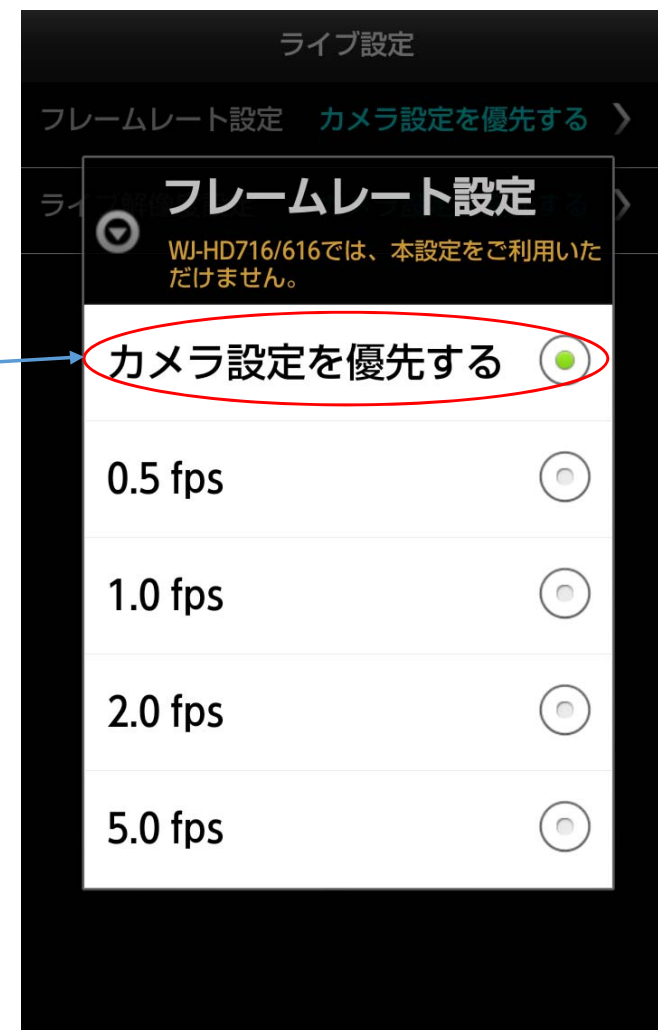 ライブ設定
フレームレート設定 カメラ設定を優先する
フレームレート設定
WJ-HD716/616では、本設定をご利用いた
だけません。
カメラ設定を優先する
0.5 fps
1.0 fps
2.0 fps
5.0 fps